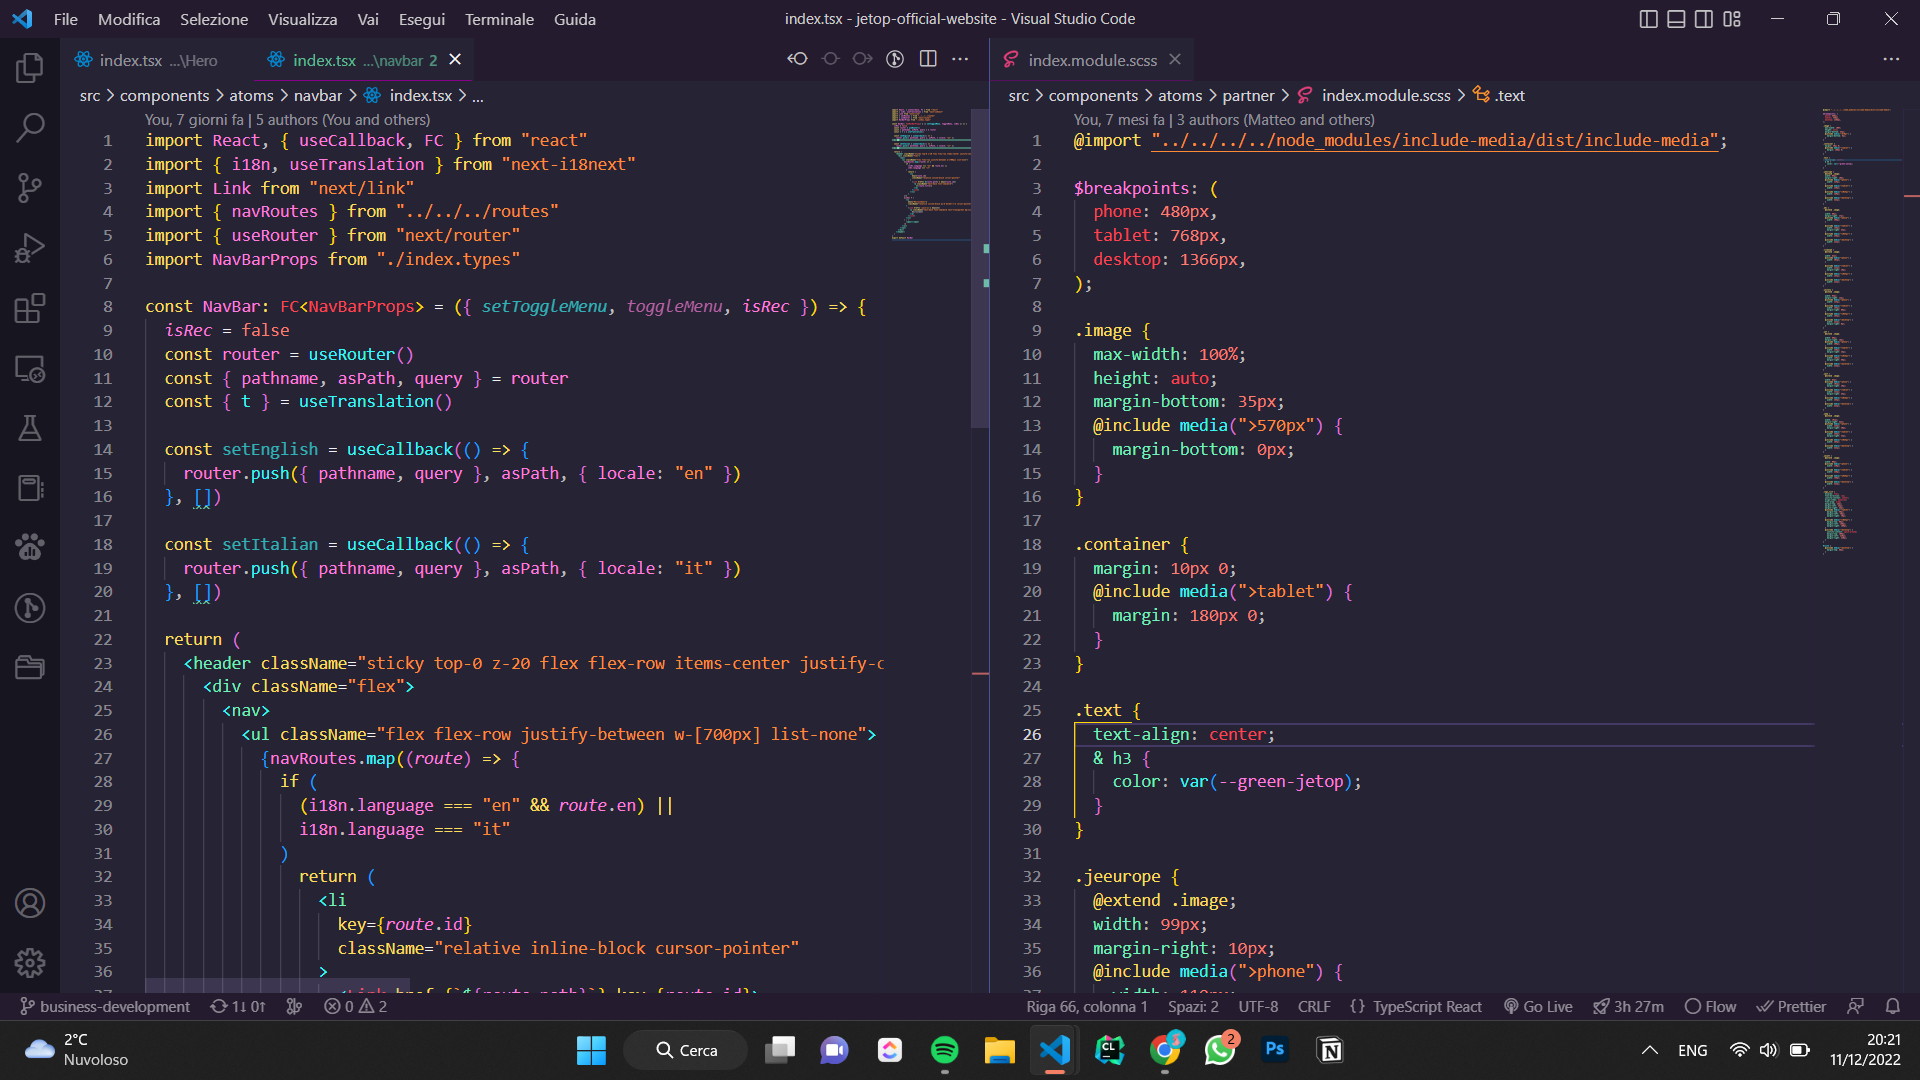 File Modifica Selezione Visualizza Vai Esegui Terminale Guida
index.tsx - jetop-official-website - Visual Studio Code
index.tsx ...\Hero
index.tsx ...\navbar 2
src > components > atoms > navbar > index.tsx > ...
You, 7 giorni fa | 5 authors (You and others)
1 import React, { useCallback, FC } from "react"
2 import { i18n, useTranslation } from "next-i18next"
3 import Link from "next/link"
4 import { navRoutes } from "../../../routes"
5 import { useRouter } from "next/router"
6 import NavBarProps from "./index.types"
7
8 const NavBar: FC<NavBarProps> = ({ setToggleMenu, toggleMenu, isRec }) => {
9 isRec = false
10 const router = useRouter()
11 const { pathname, asPath, query } = router
12 const { t } = useTranslation()
13
14 const setEnglish = useCallback(() => {
15 router.push({ pathname, query }, asPath, { locale: "en" })
16 }, [])
17
18 const setItalian = useCallback(() => {
19 router.push({ pathname, query }, asPath, { locale: "it" })
20 }, [])
21
22 return (
23 <header className="sticky top-0 z-20 flex flex-row items-center justify-c
24 <div className="flex">
25 <nav>
26 <ul className="flex flex-row justify-between w-[700px] list-none">
27 {navRoutes.map((route) => {
28 if (
29 (i18n.language === "en" && route.en) ||
30 i18n.language === "it"
31 )
32 return (
33 <li
34 key={route.id}
35 className="relative inline-block cursor-pointer"
36 >
37 <Link href={`${route.path}`} key={route.id}>
index.module.scss
src > components > atoms > partner > index.module.scss > .text
You, 7 mesi fa | 3 authors (Matteo and others)
1 @import "../../../../node_modules/include-media/dist/include-media";
2
3 $breakpoints: (
4 phone: 480px,
5 tablet: 768px,
6 desktop: 1366px,
7 );
8
9 .image {
10 max-width: 100%;
11 height: auto;
12 margin-bottom: 35px;
13 @include media(">570px") {
14 margin-bottom: 0px;
15 }
16 }
17
18 .container {
19 margin: 10px 0;
20 @include media(">tablet") {
21 margin: 180px 0;
22 }
23 }
24
25 .text {
26 text-align: center;
27 & h3 {
28 color: var(--green-jetop);
29 }
30 }
31
32 .jeeurope {
33 @extend .image;
34 width: 99px;
35 margin-right: 10px;
36 @include media(">phone") {
width: 110px;
business-development 1↓ 0↑ 0 2
Riga 66, colonna 1 Spazi: 2 UTF-8 CRLF {} TypeScript React Go Live 3h 27m Flow Prettier
2°C
Nuvoloso
Cerca
CL
2
Ps
N
ENG
20:21
11/12/2022